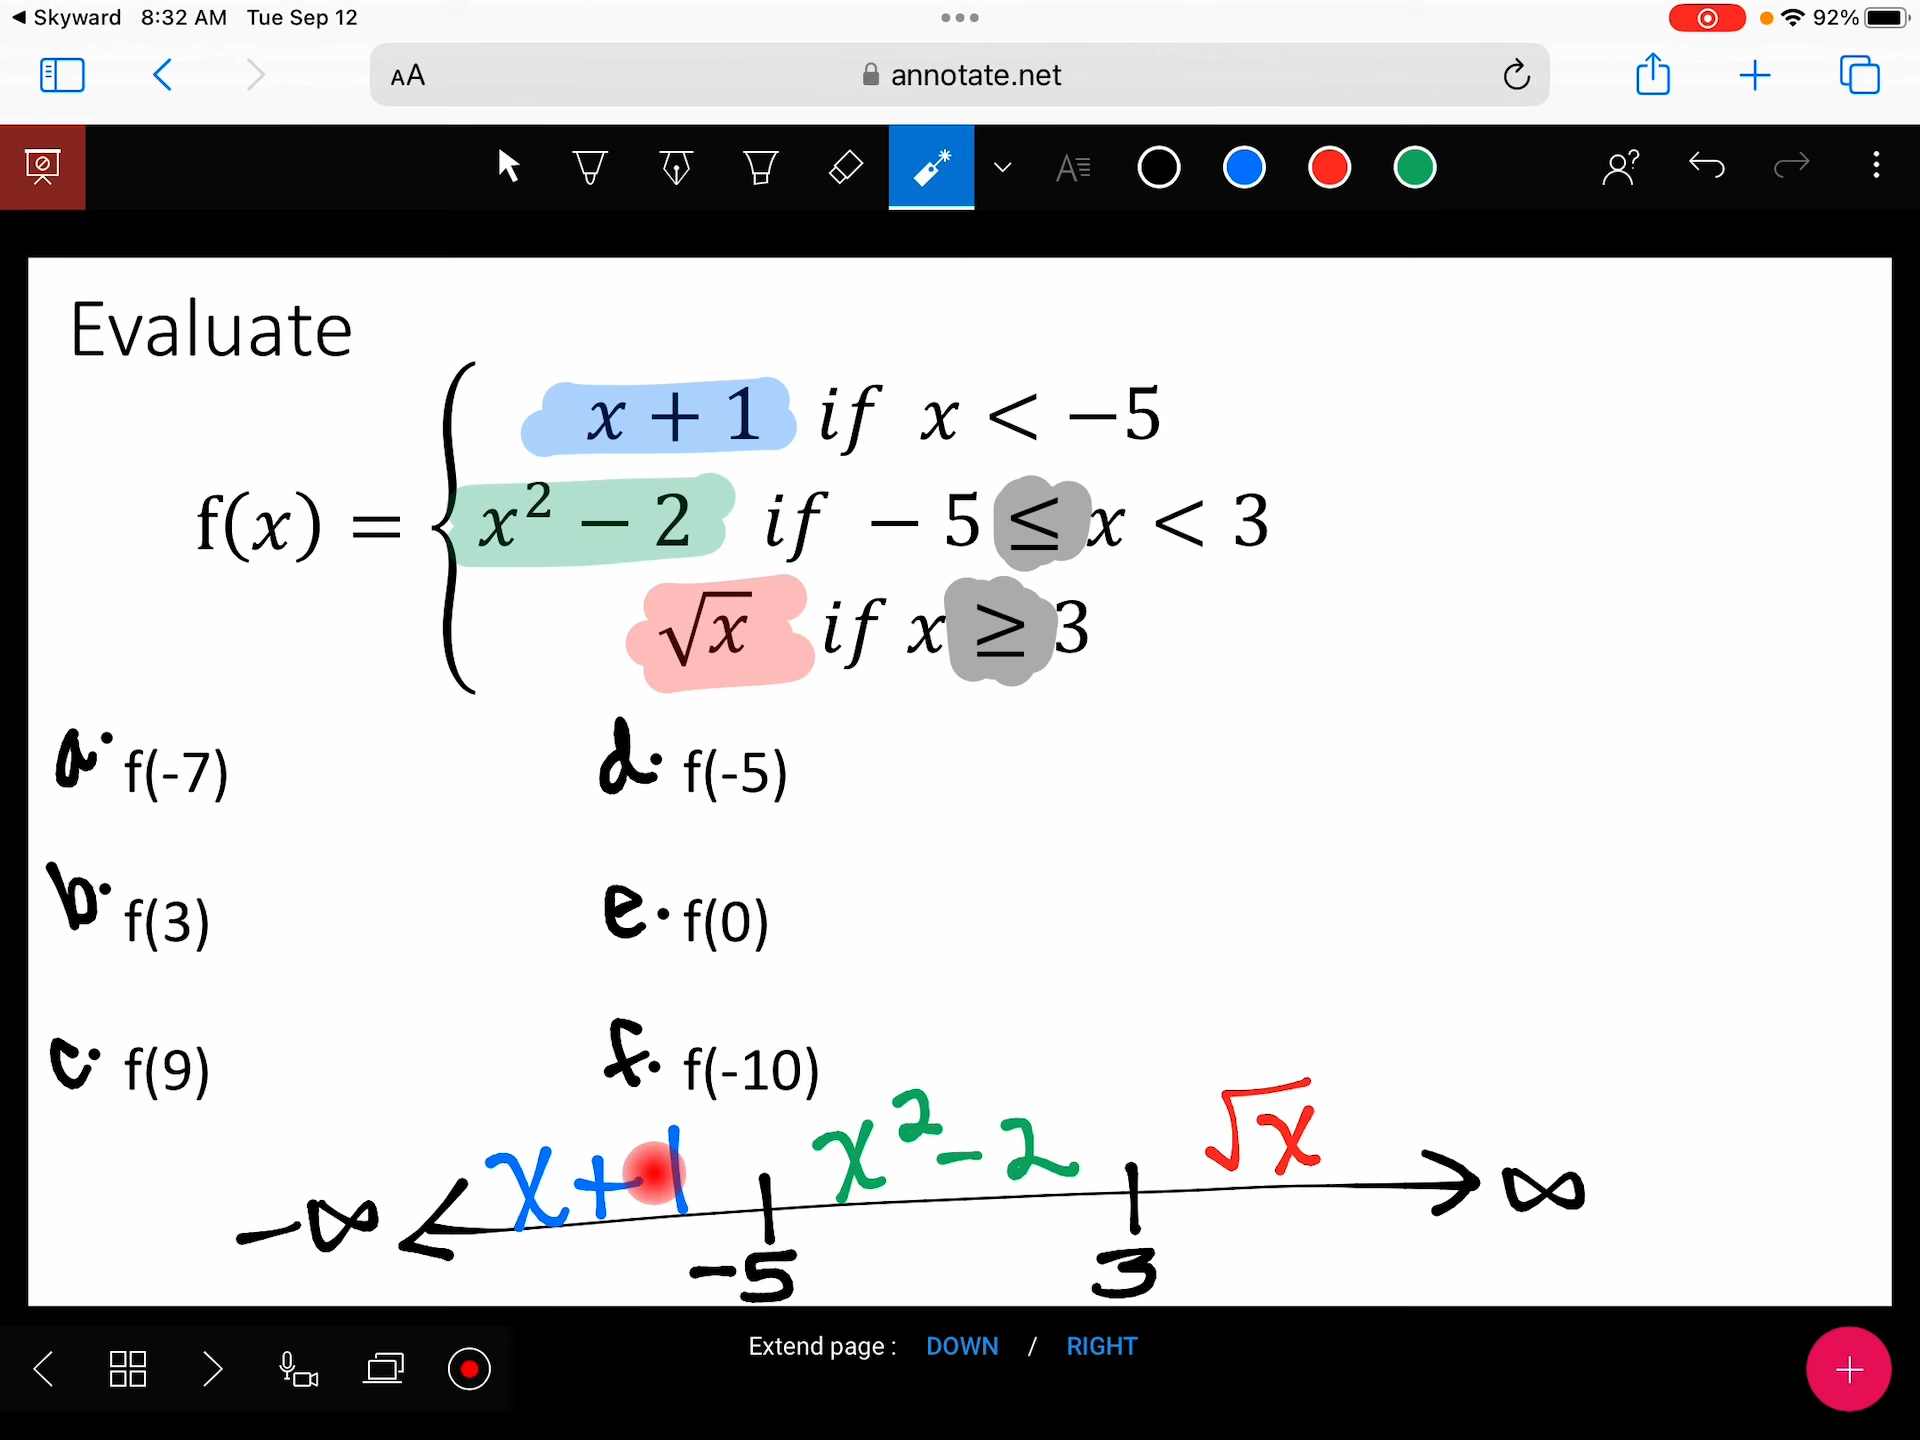 Skyward 8:32 AM Tue Sep 12 92%
AA annotate.net
Evaluate
x + 1 if x < −5
f(x) = { x² − 2 if − 5 ≤ x < 3
√x if x ≥ 3
a. f(-7) d. f(-5)
b. f(3) e. f(0)
c. f(9) f. f(-10)
x+1 x²-2 √x
-∞ ∞
-5 3
Extend page : DOWN / RIGHT